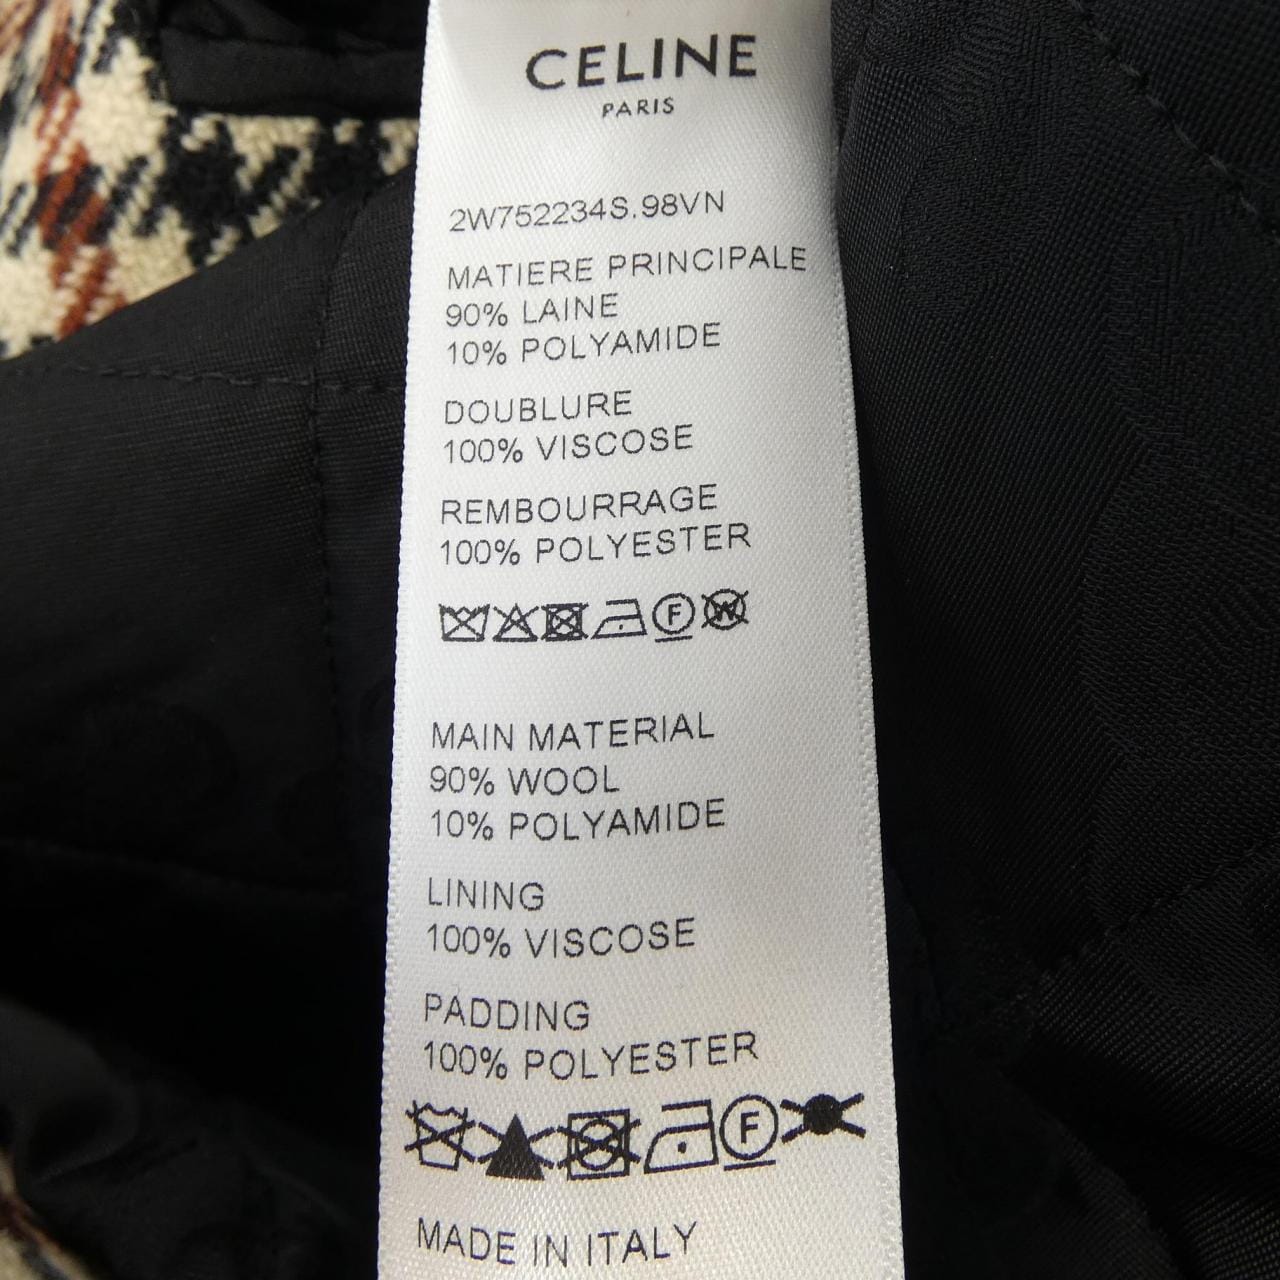 CELINE
PARIS
2W752234S.98VN
MATIERE PRINCIPALE
90% LAINE
10% POLYAMIDE
DOUBLURE
100% VISCOSE
REMBOURRAGE
100% POLYESTER
F W
MAIN MATERIAL
90% WOOL
10% POLYAMIDE
LINING
100% VISCOSE
PADDING
100% POLYESTER
F
MADE IN ITALY